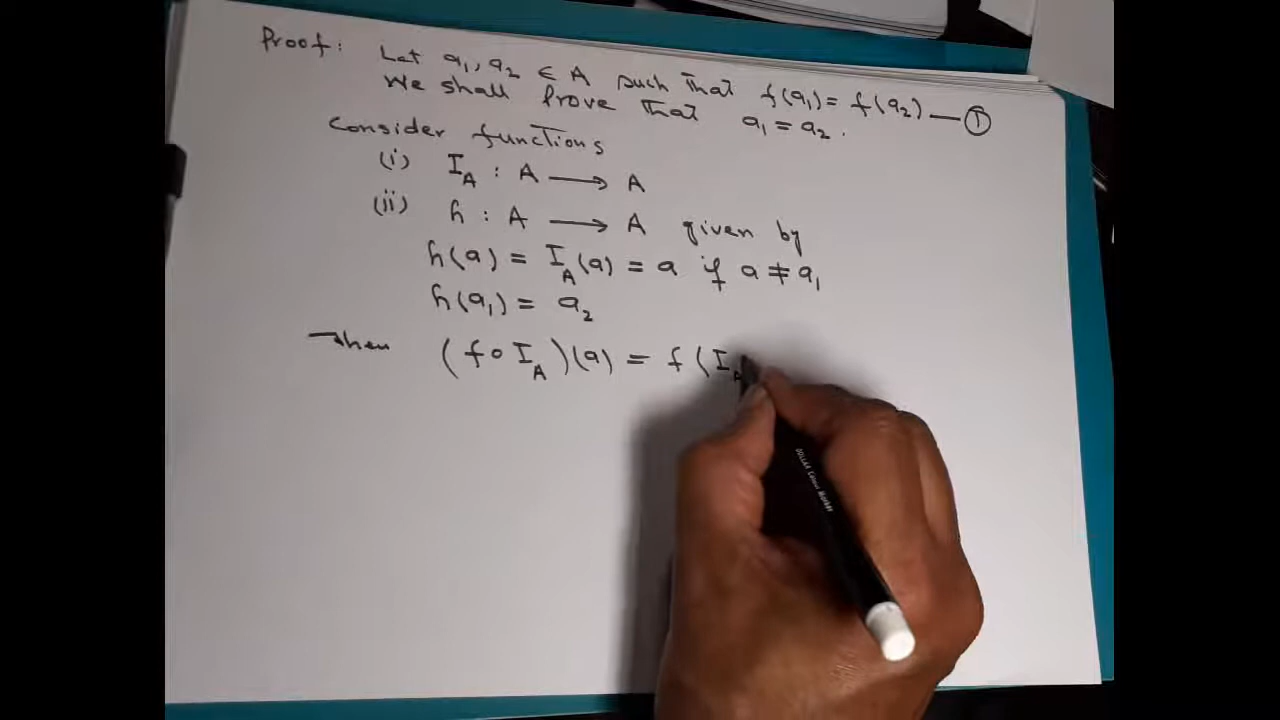 Proof: Let a₁, a₂ ∈ A such that f(a₁) = f(a₂) — ①
We shall prove that a₁ = a₂.
Consider functions
(i) I_A : A ⟶ A
(ii) h : A ⟶ A given by
h(a) = I_A(a) = a if a ≠ a₁
h(a₁) = a₂
Then (f∘I_A)(a) = f(I_A
DOLLAR